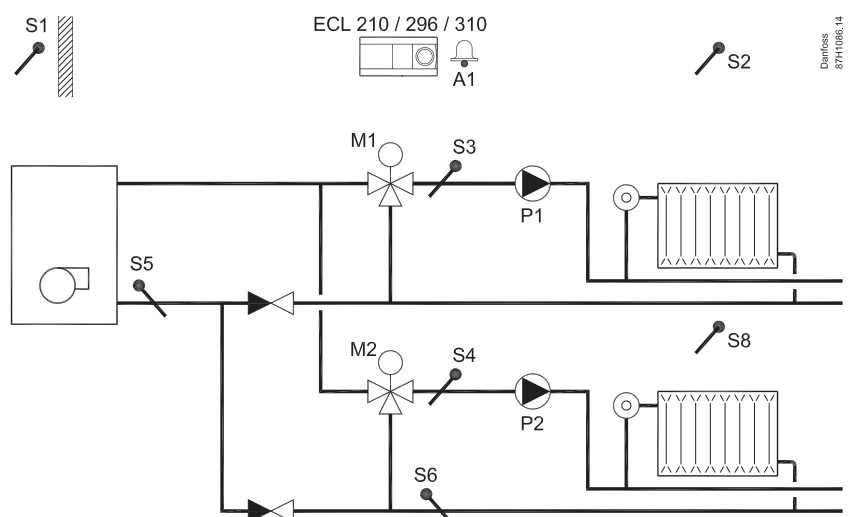 S1
ECL 210 / 296 / 310
A1
S2
Danfoss
87H1086.14
M1
S3
P1
S5
M2
S4
P2
S8
S6